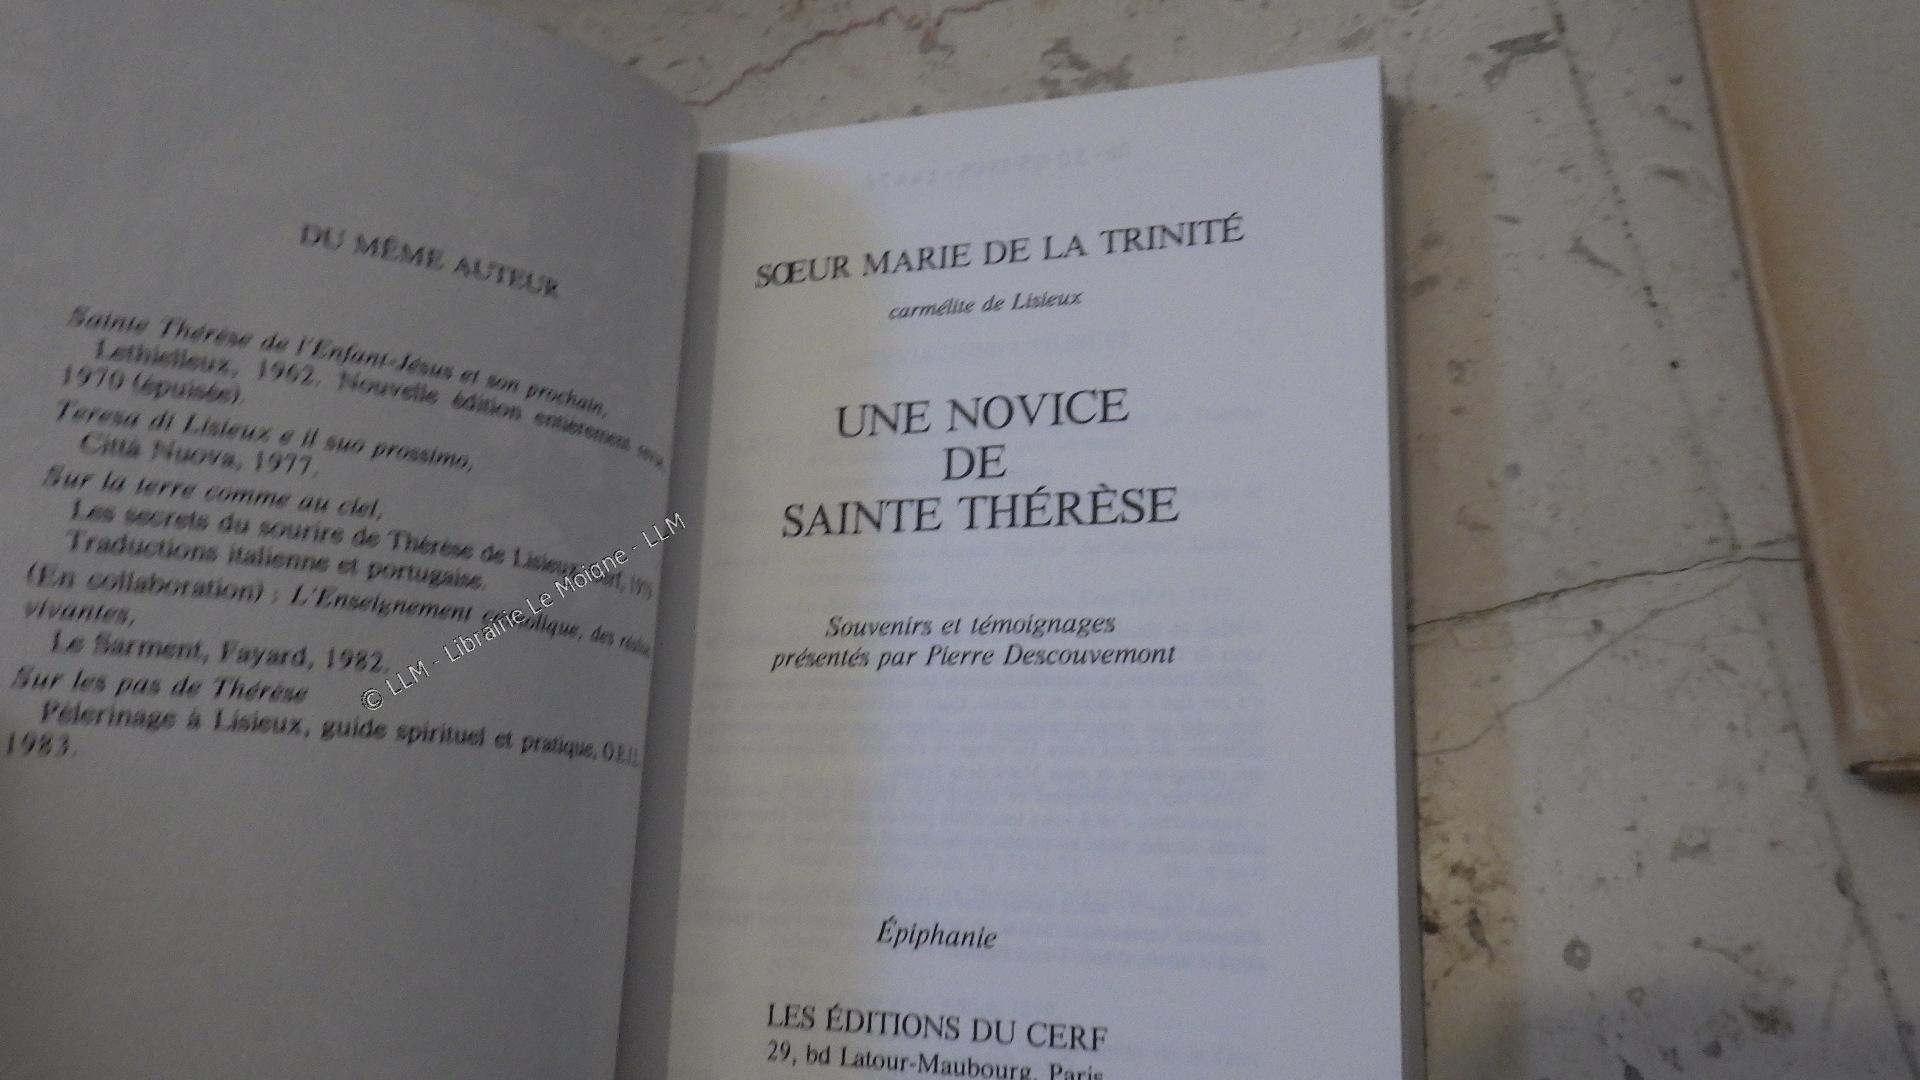 DU MÊME AUTEUR
Sainte Thérèse de l'Enfant-Jésus et son prochain,
Lethielleux, 1962. Nouvelle édition entièrement
1970 (épuisée).
Teresa di Lisieux e il suo prossimo,
Città Nuova, 1977.
Sur la terre comme au ciel,
Les secrets du sourire de Thérèse de Lisieux,
Traductions italienne et portugaise.
(En collaboration) : L'Enseignement catholique, des
vivantes,
Le Sarment, Fayard, 1982.
Sur les pas de Thérèse
Pèlerinage à Lisieux, guide spirituel et pratique, O.E.I.L.
1983.
© LLM - Librairie Le Moiane - LLM
SŒUR MARIE DE LA TRINITÉ
carmélite de Lisieux
UNE NOVICE
DE
SAINTE THÉRÈSE
Souvenirs et témoignages
présentés par Pierre Descouvemont
Épiphanie
LES ÉDITIONS DU CERF
29, bd Latour-Maubourg, Paris